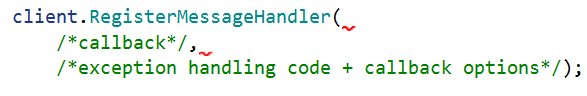 client.RegisterMessageHandler(
/*callback*/,
/*exception handling code + callback options*/);